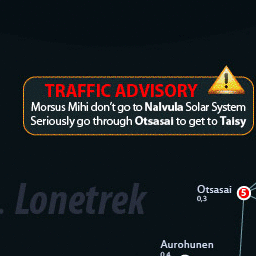 TRAFFIC ADVISORY
Morsus Mihi don't go to Nalvula Solar System
Seriously go through Otsasai to get to Taisy
. Lonetrek
Otsasai
0,3
5
Aurohunen
0,4